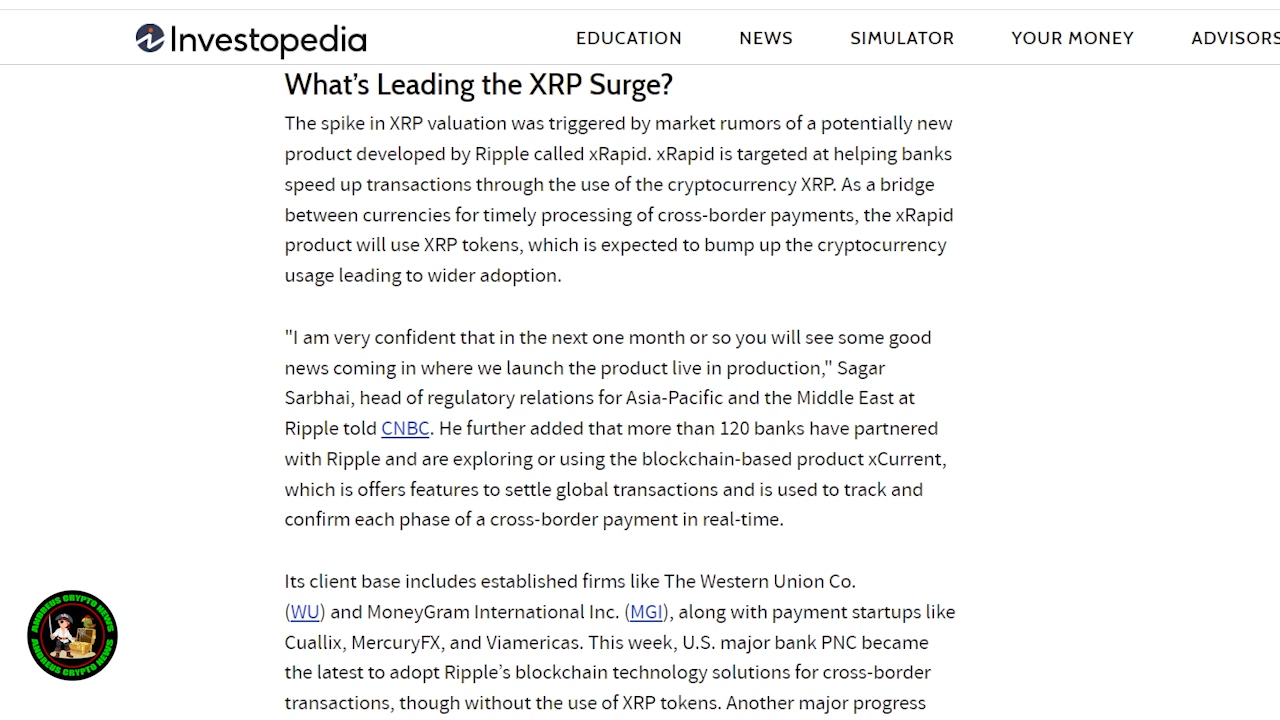 Investopedia
EDUCATION NEWS SIMULATOR YOUR MONEY ADVISORS
What's Leading the XRP Surge?
The spike in XRP valuation was triggered by market rumors of a potentially new
product developed by Ripple called xRapid. xRapid is targeted at helping banks
speed up transactions through the use of the cryptocurrency XRP. As a bridge
between currencies for timely processing of cross-border payments, the xRapid
product will use XRP tokens, which is expected to bump up the cryptocurrency
usage leading to wider adoption.
"I am very confident that in the next one month or so you will see some good
news coming in where we launch the product live in production," Sagar
Sarbhai, head of regulatory relations for Asia-Pacific and the Middle East at
Ripple told CNBC. He further added that more than 120 banks have partnered
with Ripple and are exploring or using the blockchain-based product xCurrent,
which is offers features to settle global transactions and is used to track and
confirm each phase of a cross-border payment in real-time.
Its client base includes established firms like The Western Union Co.
(WU) and MoneyGram International Inc. (MGI), along with payment startups like
Cuallix, MercuryFX, and Viamericas. This week, U.S. major bank PNC became
the latest to adopt Ripple's blockchain technology solutions for cross-border
transactions, though without the use of XRP tokens. Another major progress
ANDREUS CRYPTO NEWS
ANDREUS CRYPTO NEWS